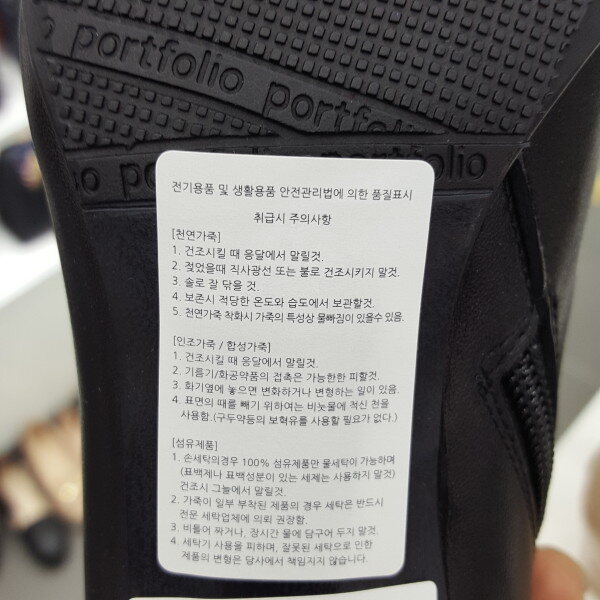 2 portfolio
portfolio portfolio
portfolio portfolio
전기용품 및 생활용품 안전관리법에 의한 품질표시
취급시 주의사항
[천연가죽]
1. 건조시킬 때 응달에서 말릴것.
2. 젖었을때 직사광선 또는 불로 건조시키지 말것.
3. 솔로 잘 닦을 것.
4. 보존시 적당한 온도와 습도에서 보관할것.
5. 천연가죽 착화시 가죽의 특성상 물빠짐이 있을수 있음.
[인조가죽 / 합성가죽]
1. 건조시킬 때 응달에서 말릴것.
2. 기름기/화공약품의 접촉은 가능한한 피할것.
3. 화기옆에 놓으면 변화하거나 변형하는 일이 있음.
4. 표면의 때를 빼기 위하여는 비눗물에 적신 천을
사용함.(구두약등의 보혁유를 사용할 필요가 없다.)
[섬유제품]
1. 손세탁의경우 100% 섬유제품만 물세탁이 가능하며
(표백제나 표백성분이 있는 세제는 사용하지 말것)
건조시 그늘에서 말릴것.
2. 가죽이 일부 부착된 제품의 경우 세탁은 반드시
전문 세탁업체에 의뢰 권장함.
3. 비틀어 짜거나, 장시간 물에 담구어 두지 말것.
4. 세탁기 사용을 피하며, 잘못된 세탁으로 인한
제품의 변형은 당사에서 책임지지 않습니다.